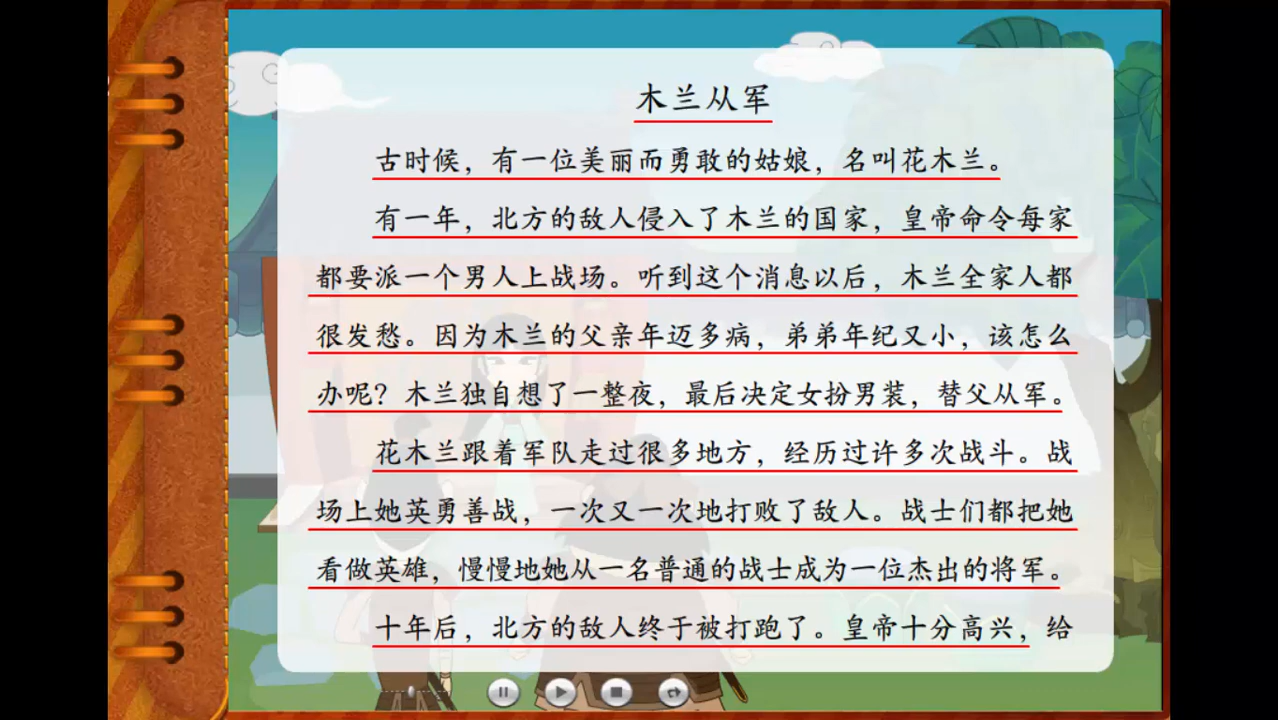 木兰从军
古时候，有一位美丽而勇敢的姑娘，名叫花木兰。
有一年，北方的敌人侵入了木兰的国家，皇帝命令每家
都要派一个男人上战场。听到这个消息以后，木兰全家人都
很发愁。因为木兰的父亲年迈多病，弟弟年纪又小，该怎么
办呢？木兰独自想了一整夜，最后决定女扮男装，替父从军。
花木兰跟着军队走过很多地方，经历过许多次战斗。战
场上她英勇善战，一次又一次地打败了敌人。战士们都把她
看做英雄，慢慢地她从一名普通的战士成为一位杰出的将军。
十年后，北方的敌人终于被打跑了。皇帝十分高兴，给